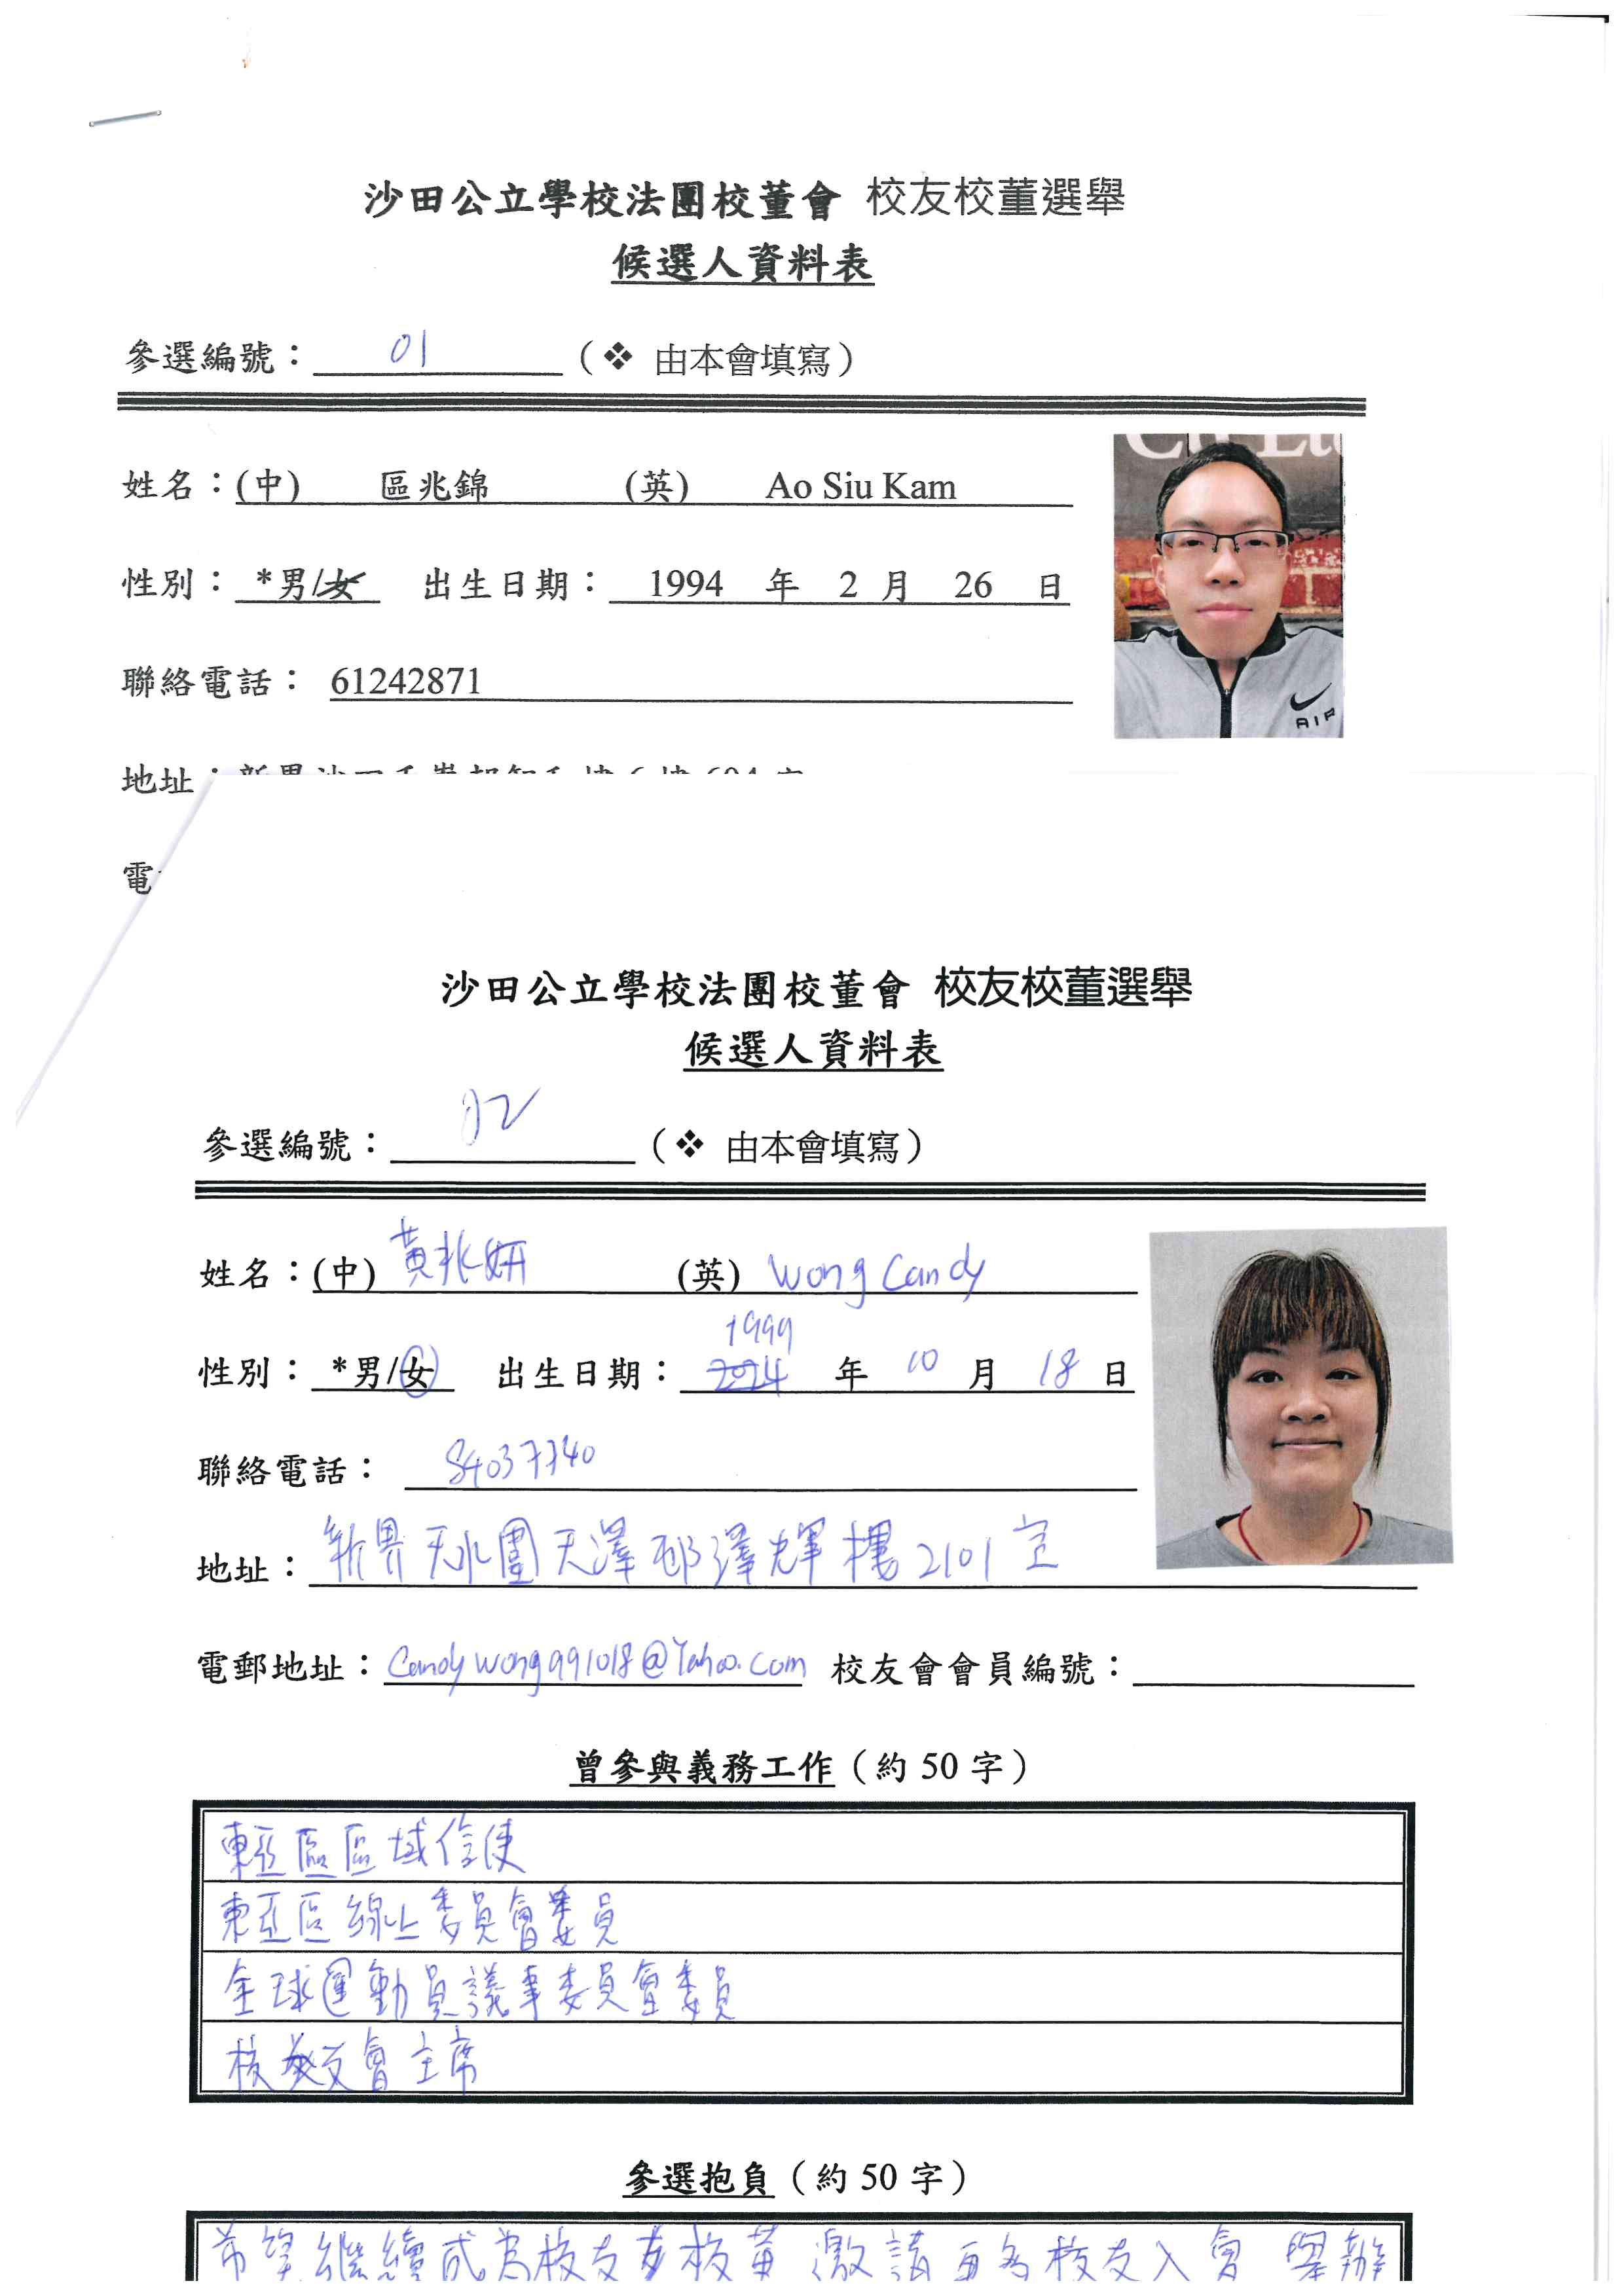 沙田公立學校法團校董會 校友校董選舉
候選人資料表
參選編號： 01 （❖ 由本會填寫）
姓名：(中) 區兆錦 (英) Ao Siu Kam
性別： *男/女 出生日期： 1994 年 2 月 26 日
聯絡電話： 61242871
地址：
電
沙田公立學校法團校董會 校友校董選舉
候選人資料表
參選編號： 02 （❖ 由本會填寫）
姓名：(中) 黃兆妍 (英) Wong Candy
1999
性別： *男/女 出生日期： 2024 年 10 月 18 日
聯絡電話： 84037740
地址： 新界天水圍天澤邨澤輝樓2101室
電郵地址：Candywong991018@Yahoo.com 校友會會員編號：
曾參與義務工作（約 50 字）
東亞區區域信使
東亞區線上委員會委員
全球運動員議事委員會委員
校友會主席
參選抱負（約 50 字）
希望繼續成為校友校董 邀請更多校友入會 舉辦
CIP LU
AIR